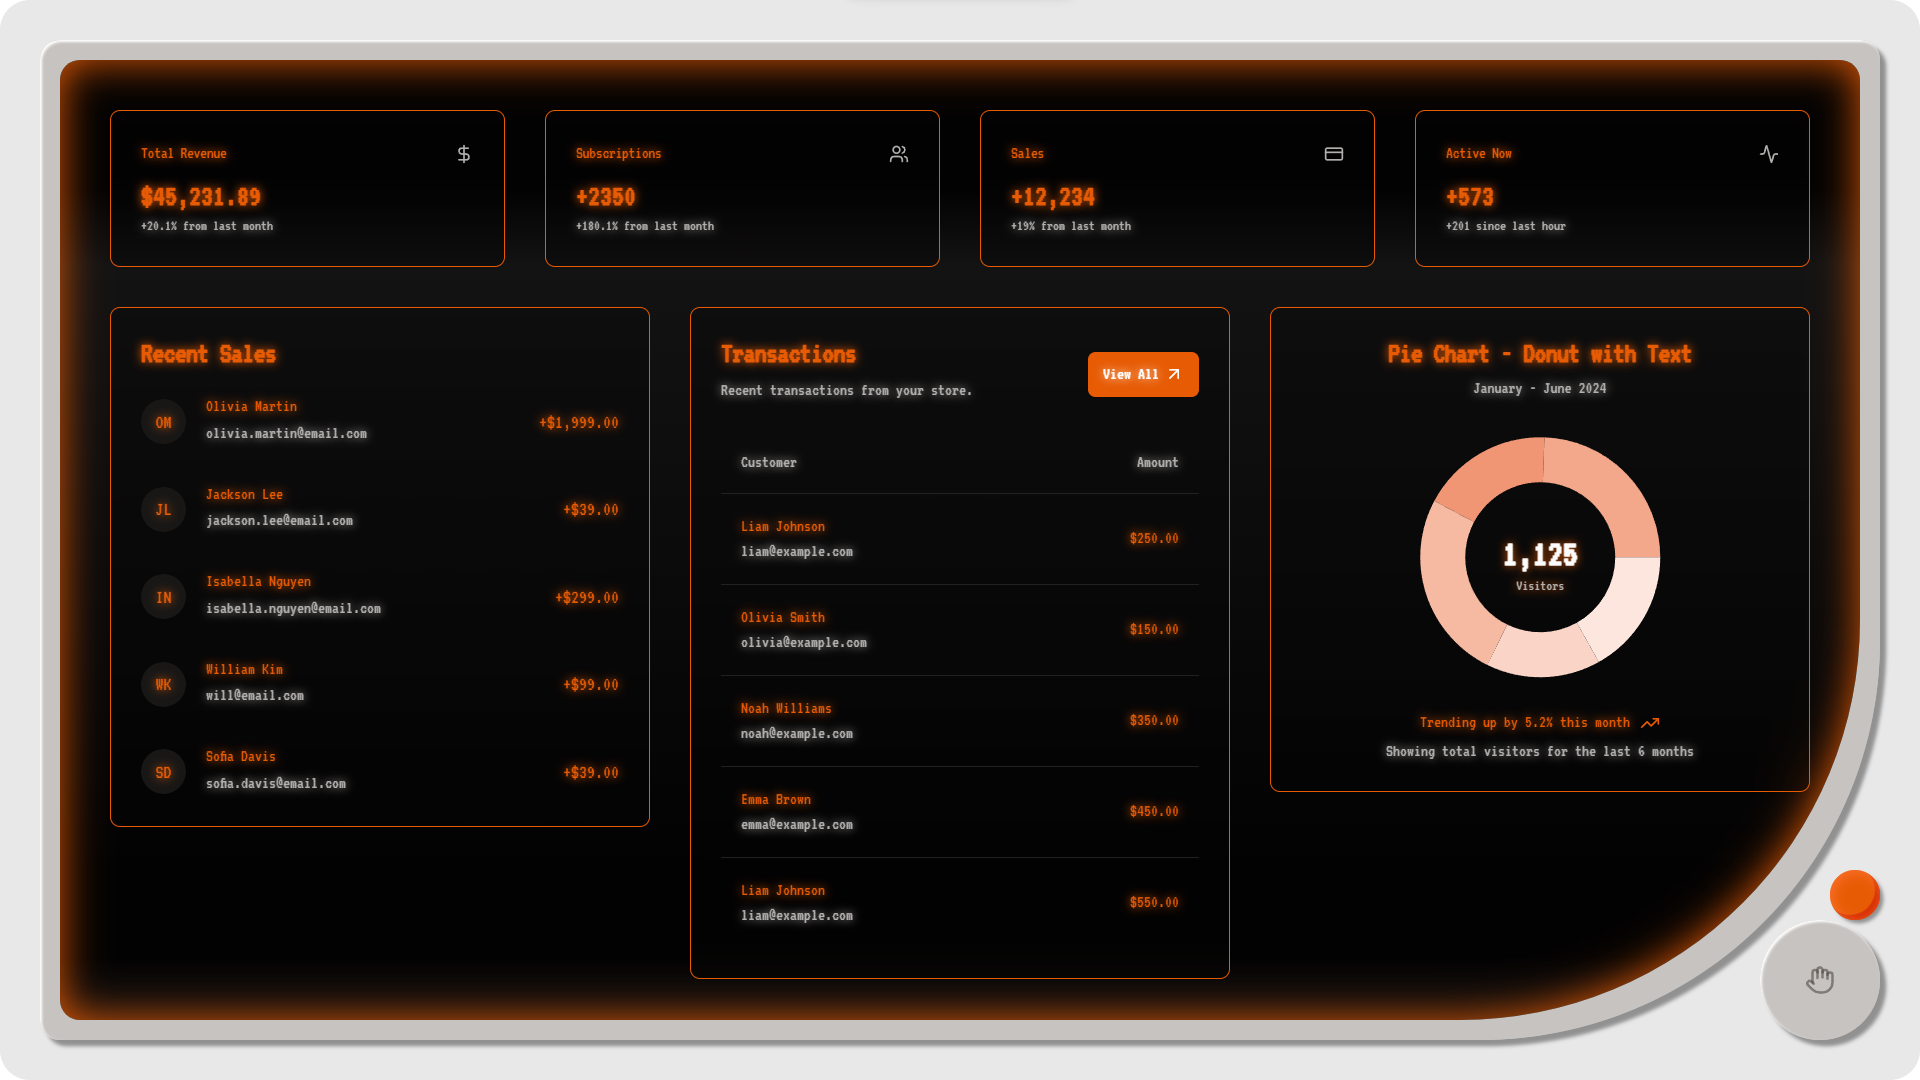 Total Revenue
$45,231.89
+20.1% from last month
Subscriptions
+2350
+180.1% from last month
Sales
+12,234
+19% from last month
Active Now
+573
+201 since last hour
Recent Sales
OM
Olivia Martin
olivia.martin@email.com
+$1,999.00
JL
Jackson Lee
jackson.lee@email.com
+$39.00
IN
Isabella Nguyen
isabella.nguyen@email.com
+$299.00
WK
William Kim
will@email.com
+$99.00
SD
Sofia Davis
sofia.davis@email.com
+$39.00
Transactions
Recent transactions from your store.
View All
Customer Amount
Liam Johnson
liam@example.com
$250.00
Olivia Smith
olivia@example.com
$150.00
Noah Williams
noah@example.com
$350.00
Emma Brown
emma@example.com
$450.00
Liam Johnson
liam@example.com
$550.00
Pie Chart - Donut with Text
January - June 2024
1,125
Visitors
Trending up by 5.2% this month
Showing total visitors for the last 6 months